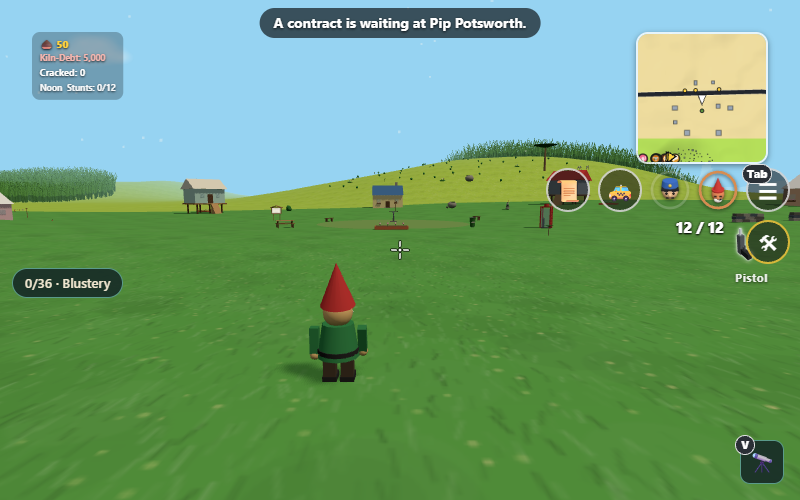 A contract is waiting at Pip Potsworth.
50
Kiln-Debt: 5,000
Cracked: 0
Noon Stunts: 0/12
Tab
12 / 12
Pistol
0/36 · Blustery
V